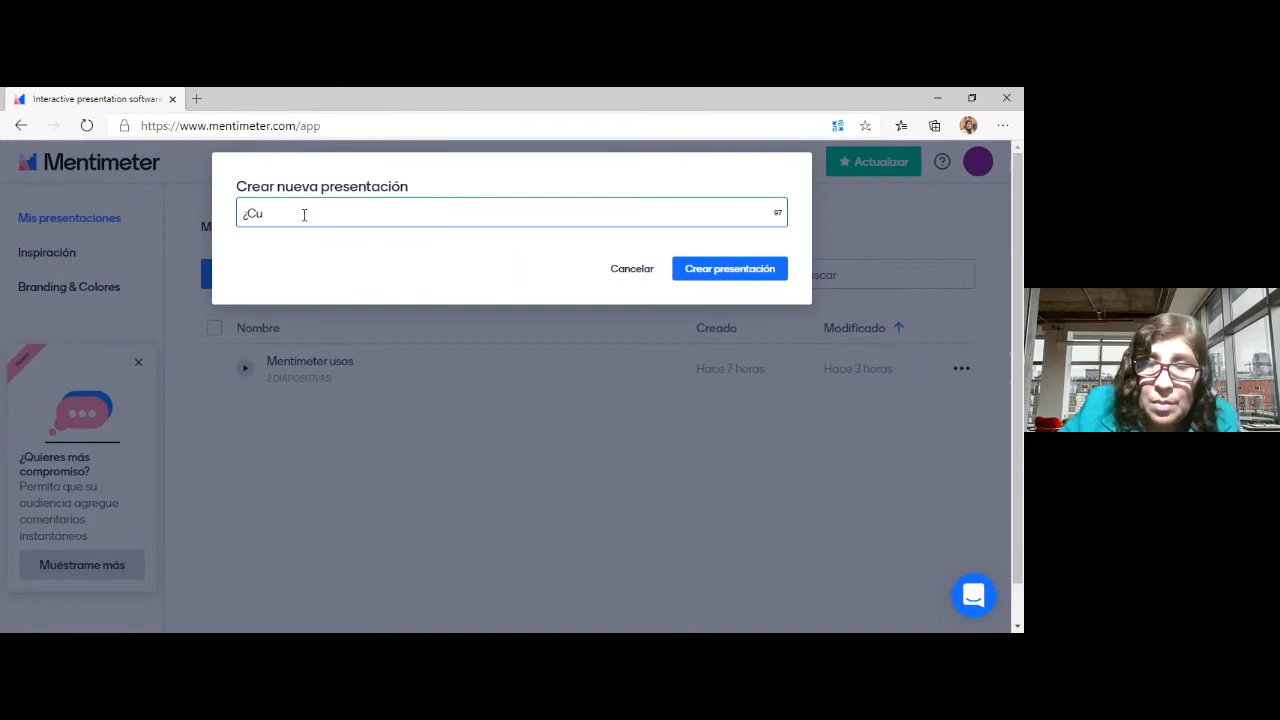 Interactive presentation software
https://www.mentimeter.com/app
Mentimeter
Actualizar
Crear nueva presentación
¿Cu
97
Cancelar
Crear presentación
Mis presentaciones
Inspiración
Branding & Colores
M
scar
Nombre
Creado
Modificado
Mentimeter usos
2 DIAPOSITIVAS
Hace 7 horas
Hace 3 horas
¿Quieres más
compromiso?
Permita que su
audiencia agregue
comentarios
instantáneos
Muéstrame más